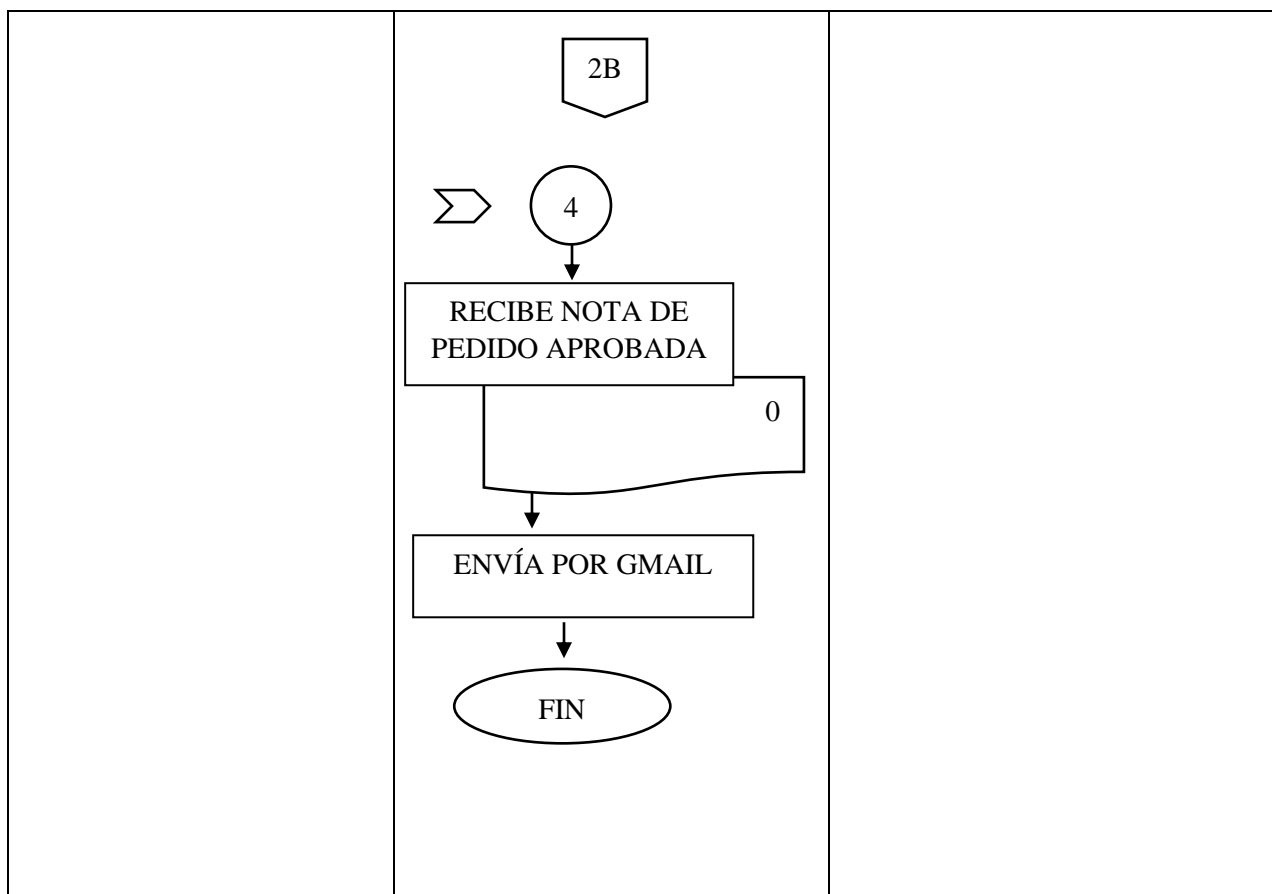 2B
4
RECIBE NOTA DE
PEDIDO APROBADA
0
ENVÍA POR GMAIL
FIN